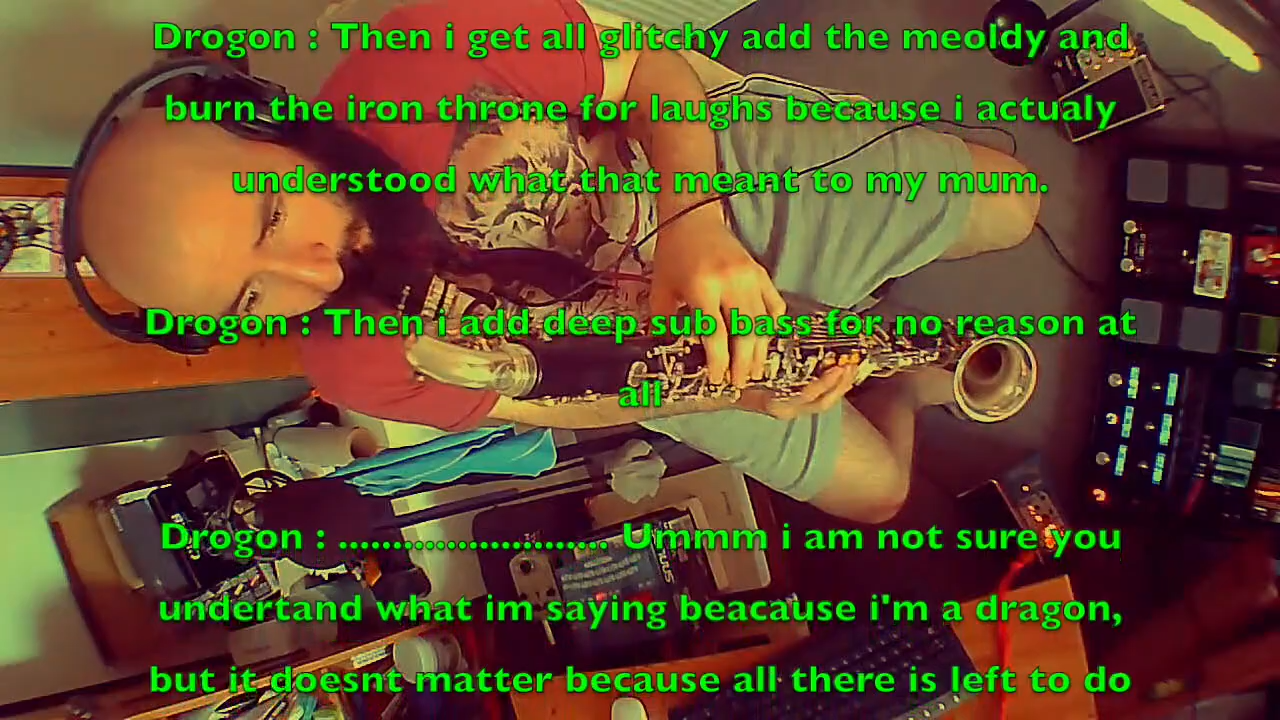 Drogon : Then i get all glitchy add the meoldy and
burn the iron throne for laughs because i actualy
understood what that meant to my mum.
Drogon : Then i add deep sub bass for no reason at
all
Drogon : ......................... Ummm i am not sure you
undertand what im saying beacause i'm a dragon,
but it doesnt matter because all there is left to do